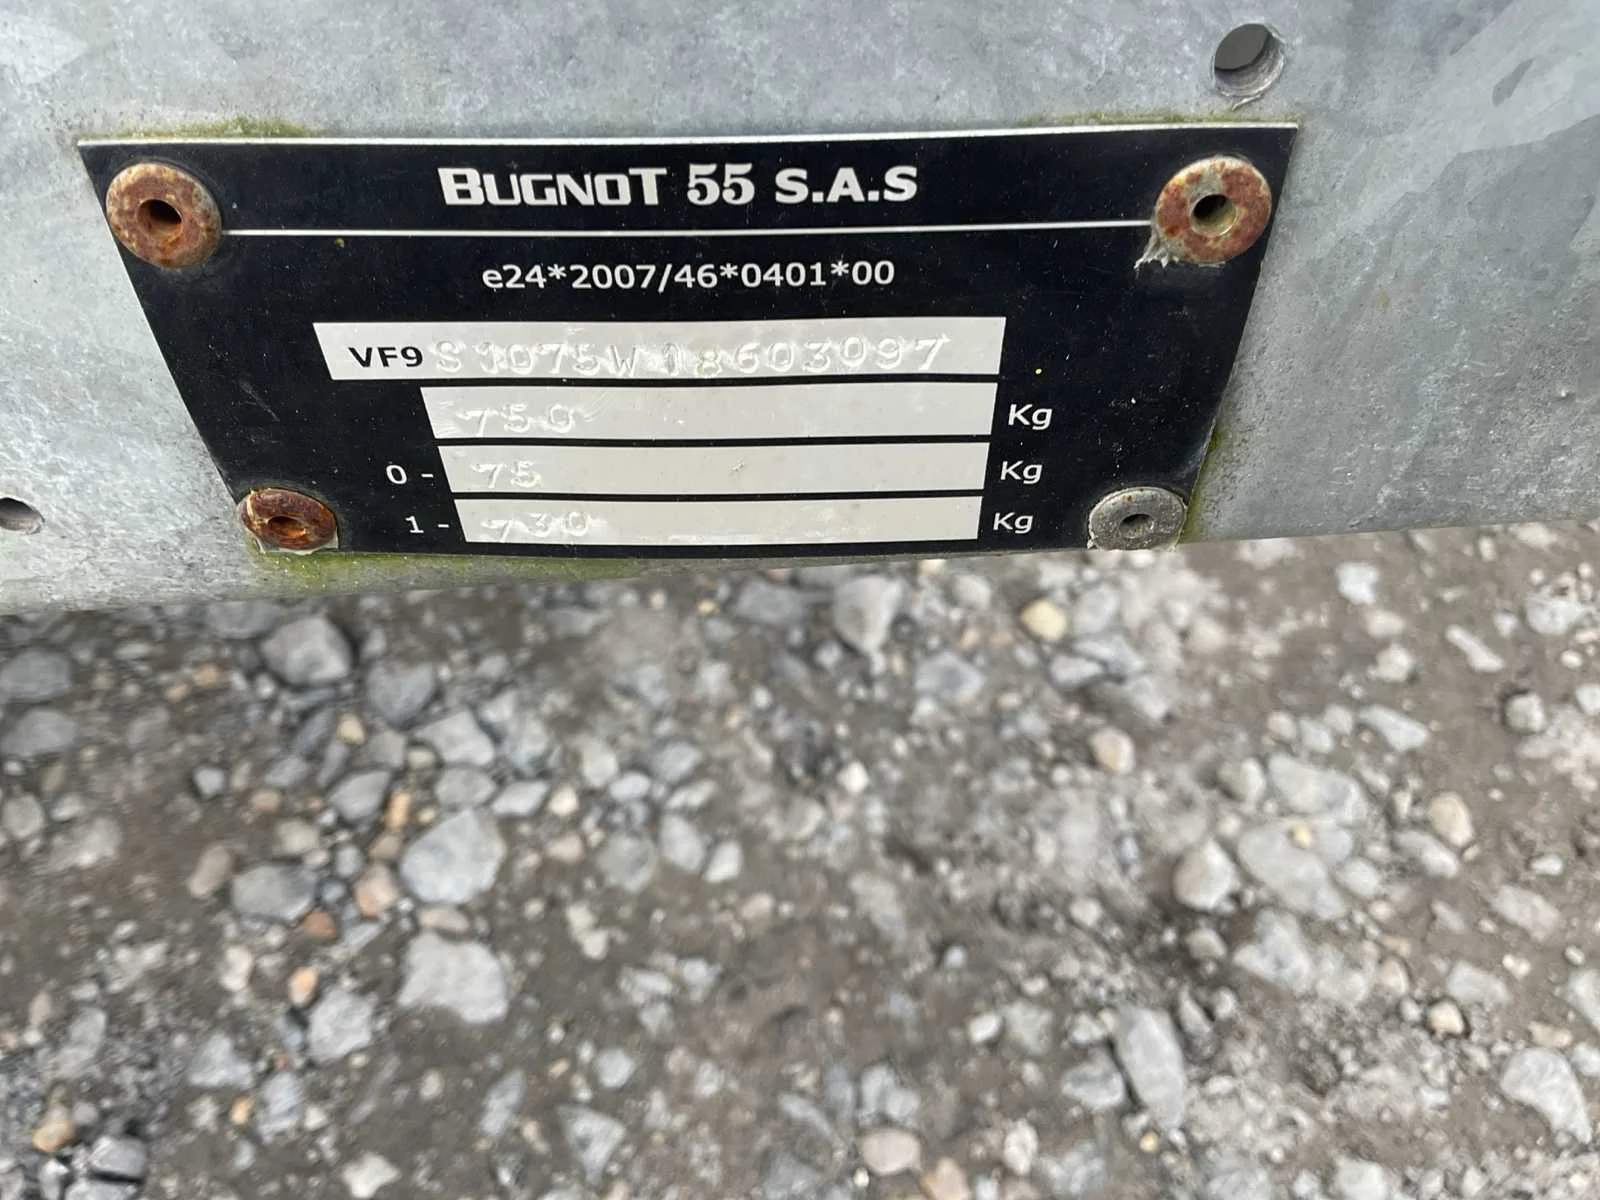 BUGNOT 55 S.A.S
e24*2007/46*0401*00
VF9 S1075W18603097
750 Kg
0 - 75 Kg
1 - 730 Kg